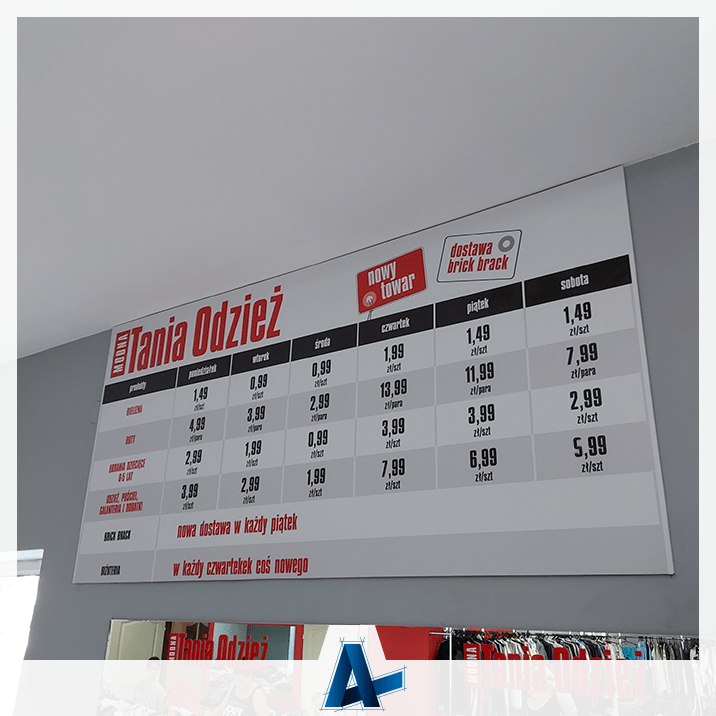 MODNA
Tania Odzież
nowy
towar
dostawa
brick brack
produkty poniedziałek wtorek środa czwartek piątek sobota
BIELIZNA 1,49 zł/szt 0,99 zł/szt 0,99 zł/szt 1,99 zł/szt 1,49 zł/szt 1,49 zł/szt
BUTY 4,99 zł/para 3,99 zł/para 2,99 zł/para 13,99 zł/para 11,99 zł/para 7,99 zł/para
UBRANIA DZIECIĘCE
0-5 LAT 2,99 zł/szt 1,99 zł/szt 0,99 zł/szt 3,99 zł/szt 3,99 zł/szt 2,99 zł/szt
ODZIEŻ, POŚCIEL,
GALANTERIA I DODATKI 3,99 zł/szt 2,99 zł/szt 1,99 zł/szt 7,99 zł/szt 6,99 zł/szt 5,99 zł/szt
BRICK BRACK nowa dostawa w każdy piątek
BIŻUTERIA w każdy czwartekek coś nowego
MODNA
Tania Odzież
MODNA
Tania Odzież
A